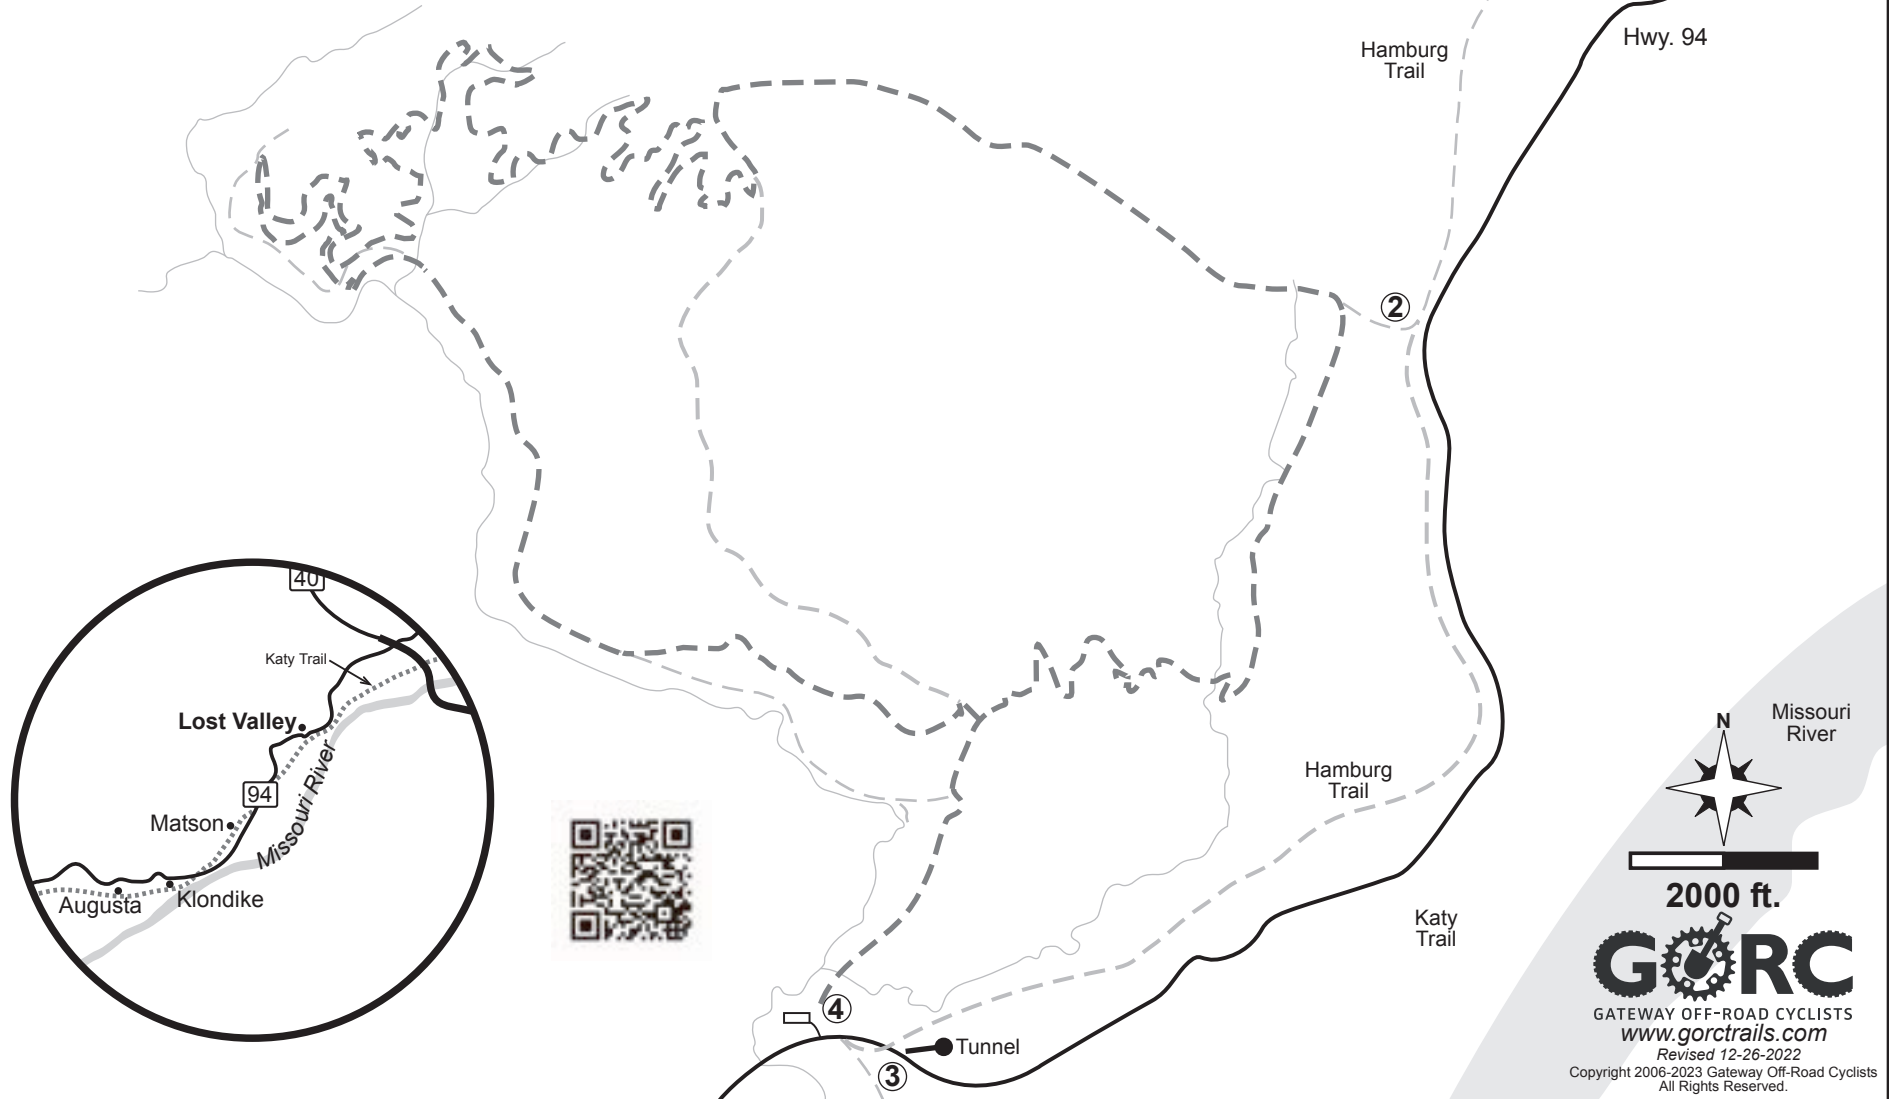 Hamburg
Trail
Hwy. 94
2
40
Katy Trail
Lost Valley
94
Matson
Missouri River
Augusta
Klondike
Hamburg
Trail
N
Missouri
River
2000 ft.
Katy
Trail
GORC
GATEWAY OFF-ROAD CYCLISTS
www.gorctrails.com
Revised 12-26-2022
Copyright 2006-2023 Gateway Off-Road Cyclists
All Rights Reserved.
4
Tunnel
3